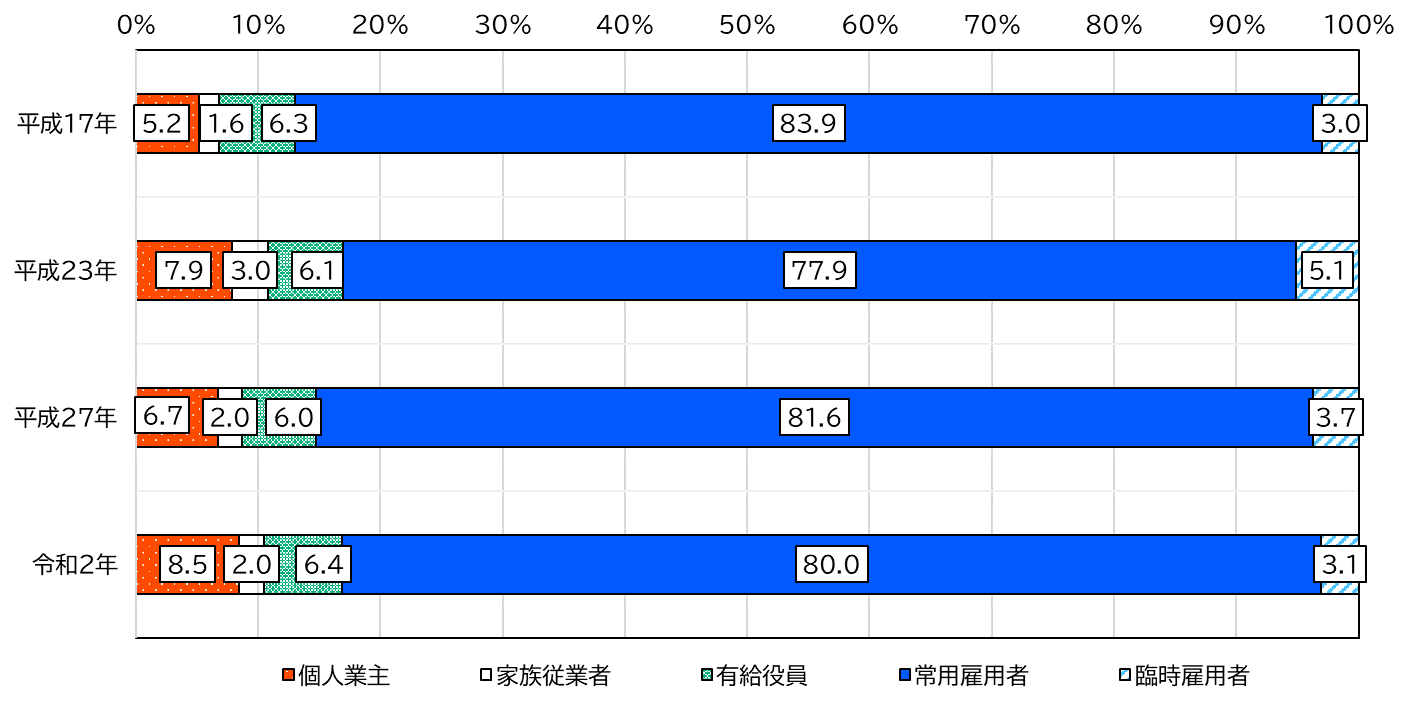 0% 10% 20% 30% 40% 50% 60% 70% 80% 90% 100%
平成17年 5.2 1.6 6.3 83.9 3.0
平成23年 7.9 3.0 6.1 77.9 5.1
平成27年 6.7 2.0 6.0 81.6 3.7
令和2年 8.5 2.0 6.4 80.0 3.1
個人業主 家族従業者 有給役員 常用雇用者 臨時雇用者